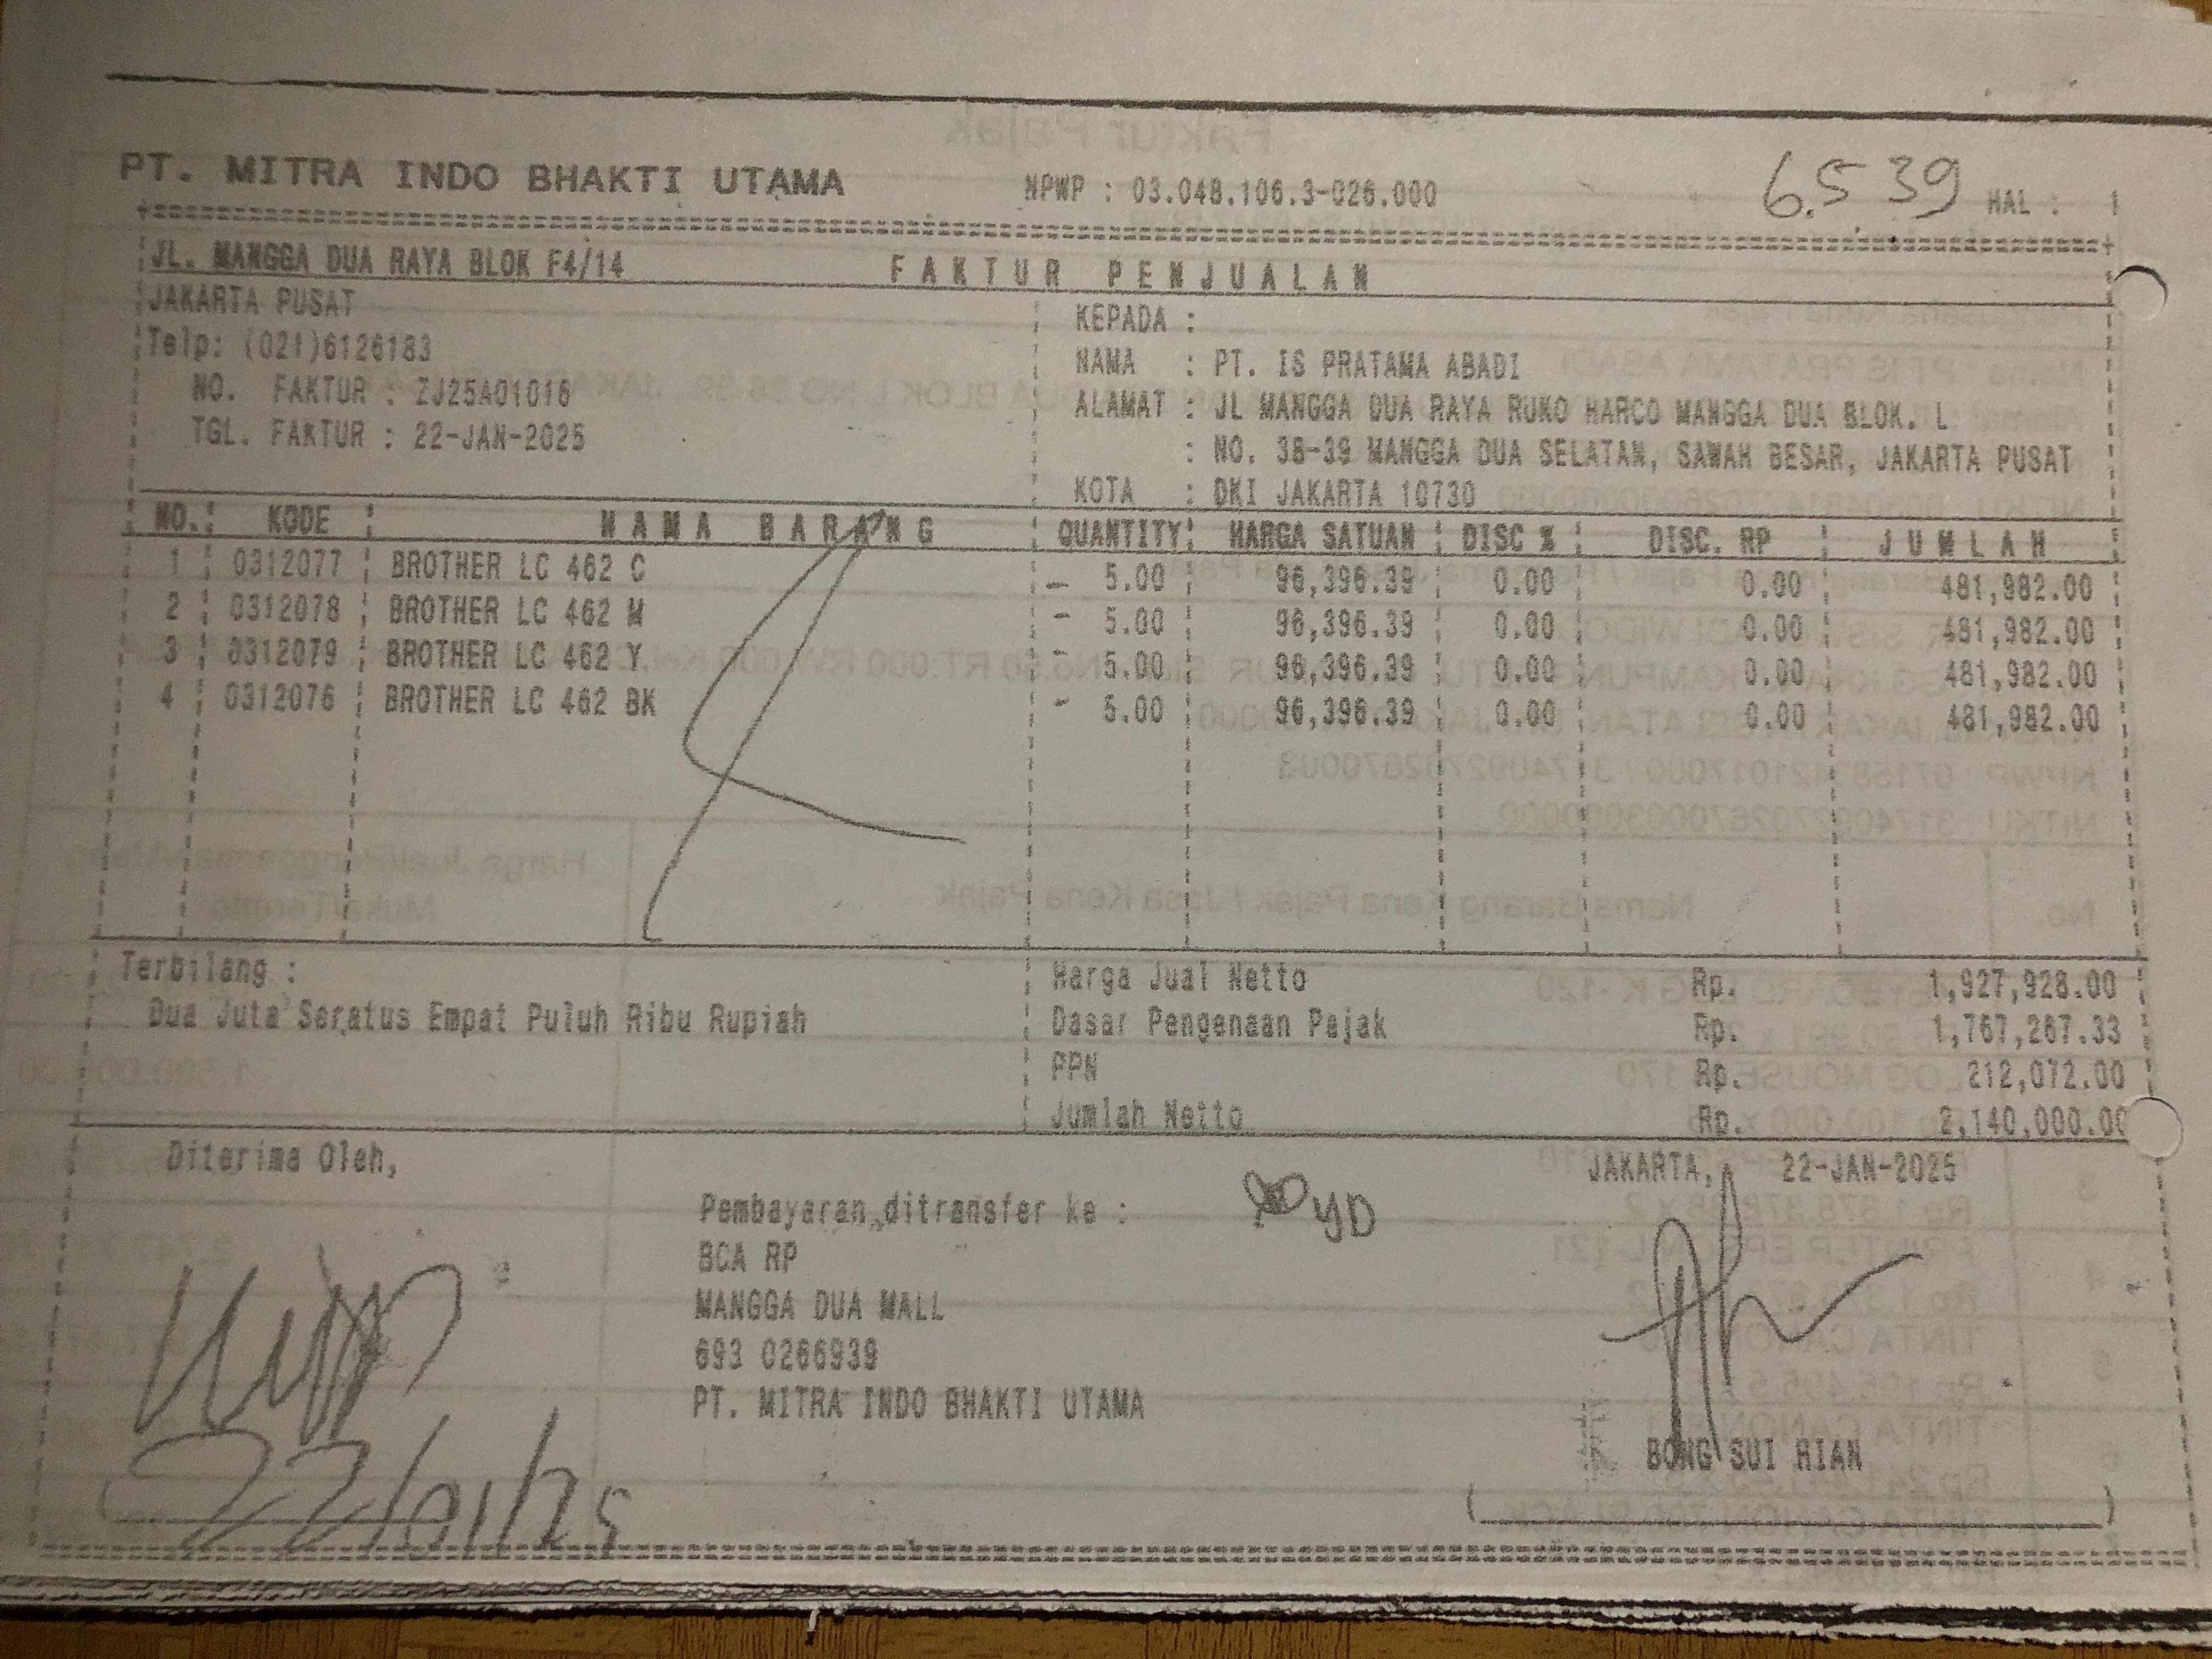 PT. MITRA INDO BHAKTI UTAMA NPWP : 03.048.106.3-026.000 6.539 HAL : 1
JL. MANGGA DUA RAYA BLOK F4/14 FAKTUR PENJUALAN
JAKARTA PUSAT KEPADA :
Telp: (021)6126183 NAMA : PT. IS PRATAMA ABADI
NO. FAKTUR : ZJ25A01016 ALAMAT : JL MANGGA DUA RAYA RUKO HARCO MANGGA DUA BLOK. L
TGL. FAKTUR : 22-JAN-2025 : NO. 38-39 MANGGA DUA SELATAN, SAWAH BESAR, JAKARTA PUSAT
KOTA : DKI JAKARTA 10730
NO. KODE NAMA BARANG QUANTITY HARGA SATUAN DISC % DISC. RP JUMLAH
1 0312077 BROTHER LC 462 C 5.00 96,396.39 0.00 0.00 481,982.00
2 0312078 BROTHER LC 462 M 5.00 96,396.39 0.00 0.00 481,982.00
3 0312079 BROTHER LC 462 Y 5.00 96,396.39 0.00 0.00 481,982.00
4 0312076 BROTHER LC 462 BK 5.00 96,396.39 0.00 0.00 481,982.00
Terbilang : Harga Jual Netto Rp. 1,927,928.00
Dua Juta Seratus Empat Puluh Ribu Rupiah Dasar Pengenaan Pajak Rp. 1,767,267.33
PPN Rp. 212,072.00
Jumlah Netto Rp. 2,140,000.00
Diterima Oleh, JAKARTA, 22-JAN-2025
Pembayaran ditransfer ke : YD
BCA RP
MANGGA DUA MALL
693 0266939
PT. MITRA INDO BHAKTI UTAMA
BONG SUI HIAN
22/01/25